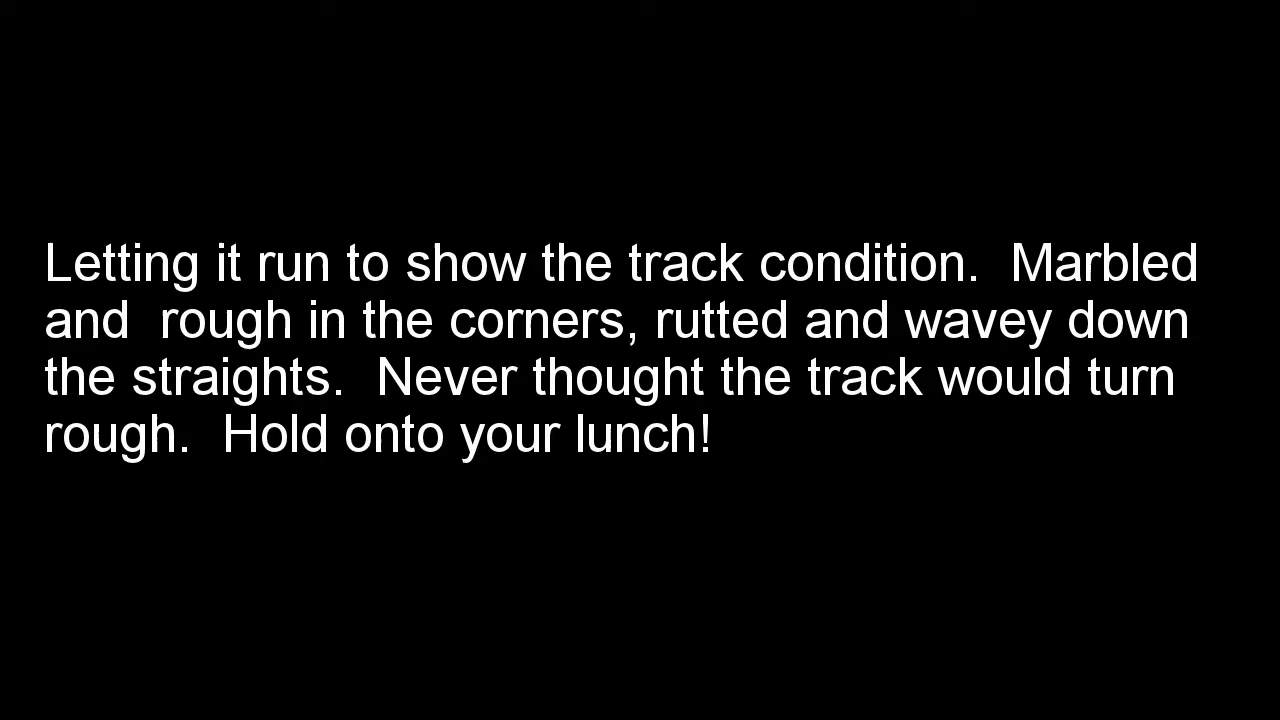 Letting it run to show the track condition.  Marbled
and  rough in the corners, rutted and wavey down
the straights.  Never thought the track would turn
rough.  Hold onto your lunch!